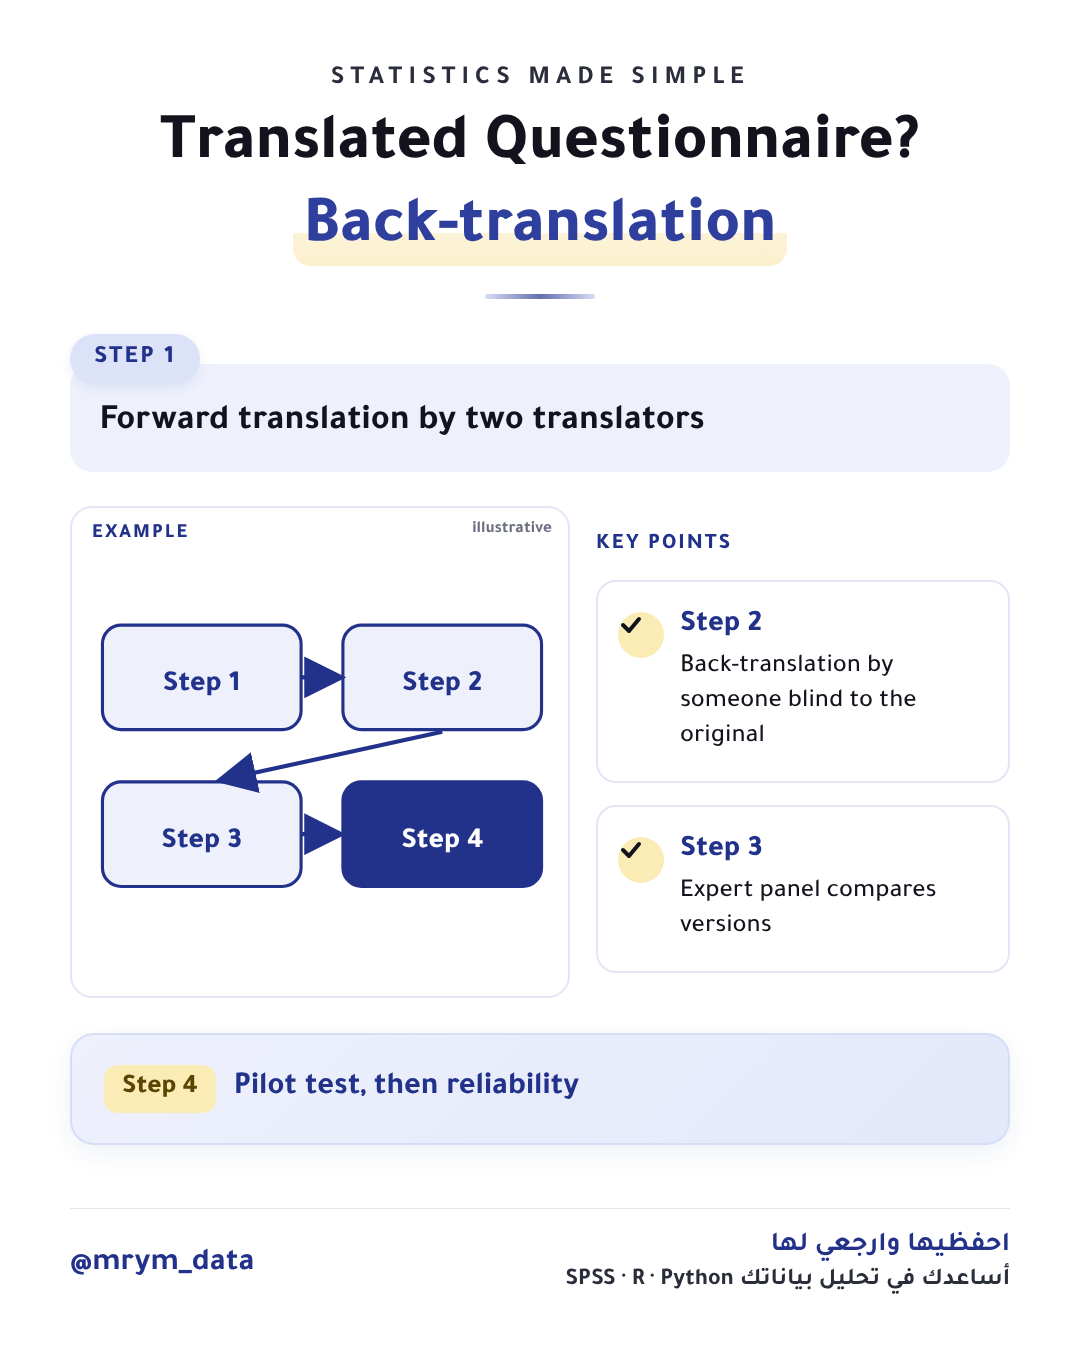 STATISTICS MADE SIMPLE
Translated Questionnaire?
Back-translation
STEP 1
Forward translation by two translators
EXAMPLE
illustrative
Step 1
Step 2
Step 3
Step 4
KEY POINTS
Step 2
Back-translation by
someone blind to the
original
Step 3
Expert panel compares
versions
Step 4
Pilot test, then reliability
@mrym_data
احفظيها وارجعي لها
أساعدك في تحليل بياناتك SPSS · R · Python